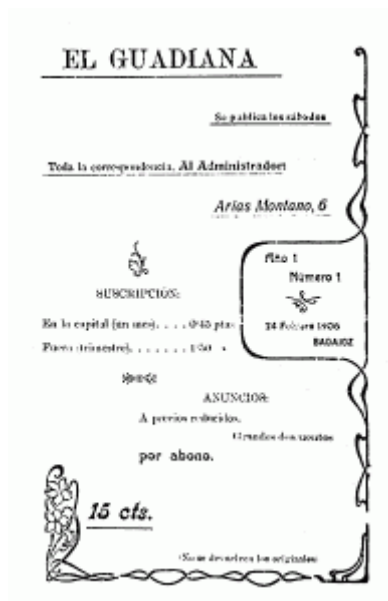 EL GUADIANA
Se publica los sábados
Toda la correspondencia, Al Administrador:
Arias Montano, 6
Año 1
Número 1
24 Febrero 1906
BADAJOZ
SUSCRIPCIÓN:
En la capital (un mes). . . . 0'45 ptas
Fuera (trimestre). . . . . . . 1'50 »
ANUNCIOS:
A precios reducidos.
Grandes descuentos
por abono.
15 cts.
No se devuelven los originales